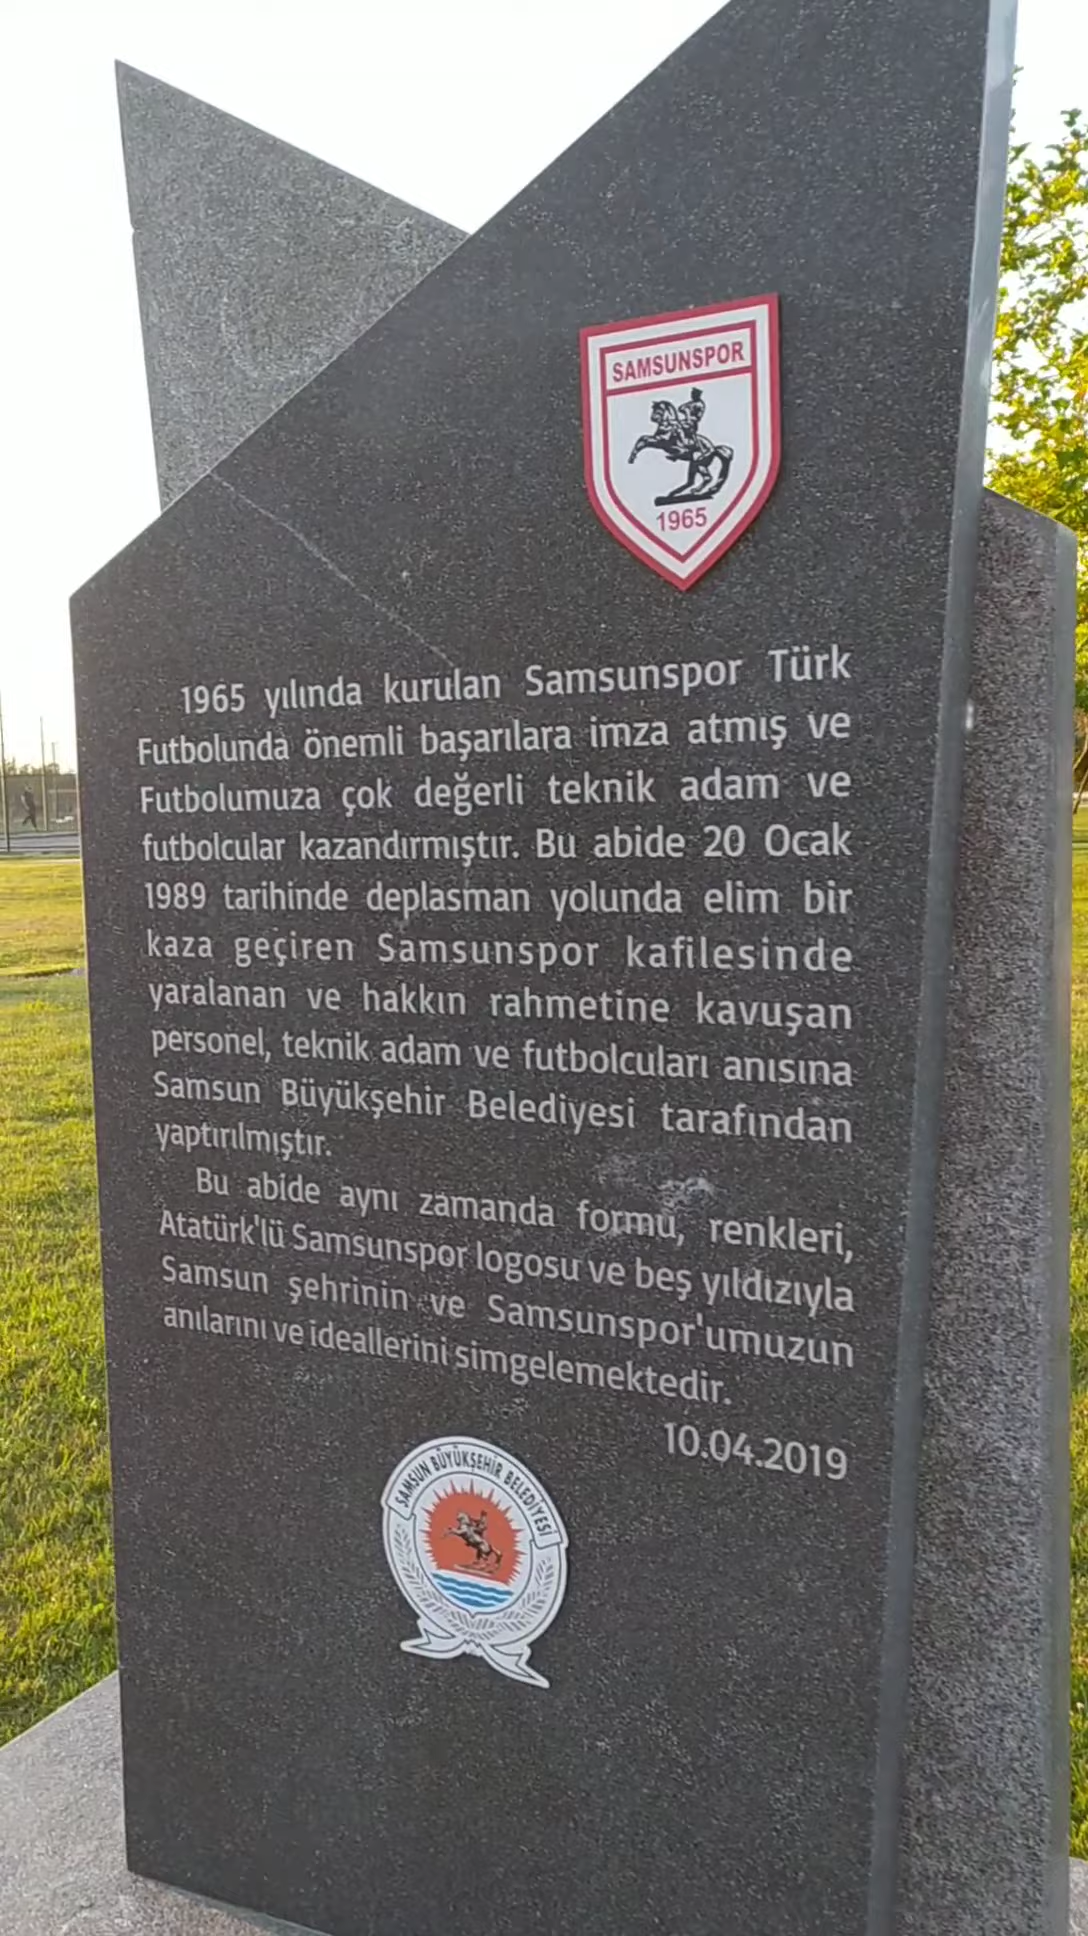 SAMSUNSPOR
1965
1965 yılında kurulan Samsunspor Türk
Futbolunda önemli başarılara imza atmış ve
Futbolumuza çok değerli teknik adam ve
futbolcular kazandırmıştır. Bu abide 20 Ocak
1989 tarihinde deplasman yolunda elim bir
kaza geçiren Samsunspor kafilesinde
yaralanan ve hakkın rahmetine kavuşan
personel, teknik adam ve futbolcuları anısına
Samsun Büyükşehir Belediyesi tarafından
yaptırılmıştır.
Bu abide aynı zamanda formu, renkleri,
Atatürk'lü Samsunspor logosu ve beş yıldızıyla
Samsun şehrinin ve Samsunspor'umuzun
anılarını ve ideallerini simgelemektedir.
10.04.2019
SAMSUN BÜYÜKŞEHİR BELEDİYESİ